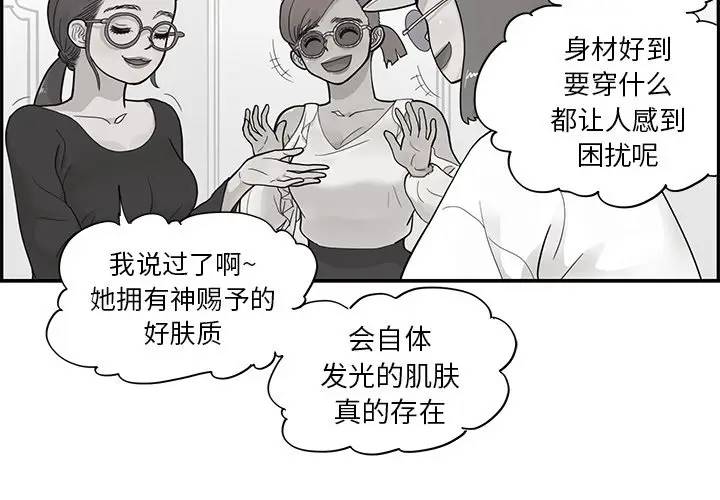 身材好到
要穿什么
都让人感到
困扰呢
我说过了啊~
她拥有神赐予的
好肤质
会自体
发光的肌肤
真的存在